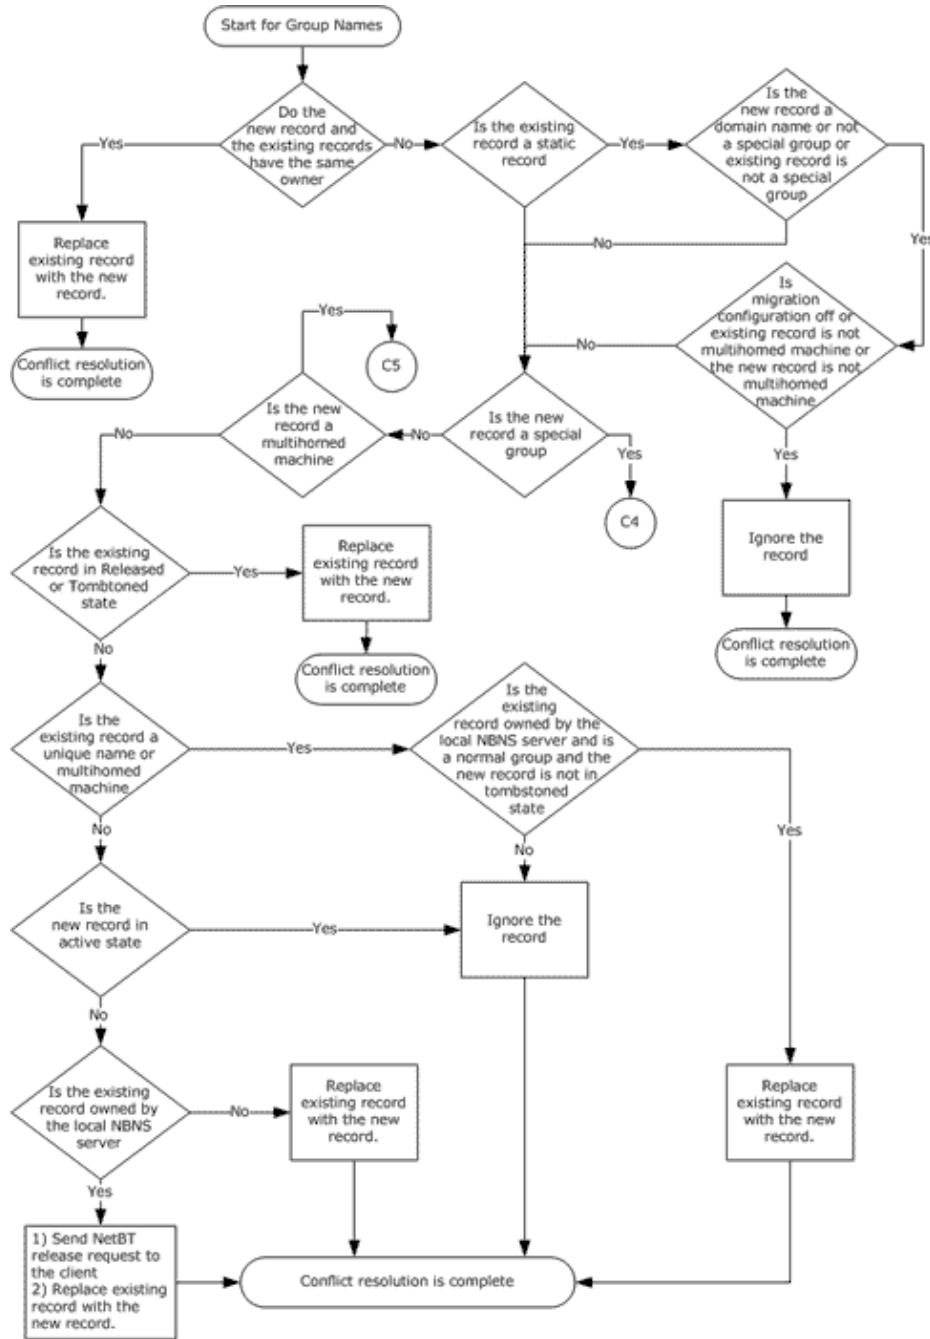 Start for Group Names
Do the
new record and
the existing records
have the same
owner
Yes
No
Is the existing
record a static
record
Yes
Is the
new record a
domain name or not
a special group or
existing record is
not a special
group
No
Yes
Replace
existing record
with the new
record.
Conflict resolution
is complete
Is
migration
configuration off or
existing record is not
multihomed machine or
the new record is not
multihomed
machine
No
Yes
Yes
C5
Is the new
record a
multihomed
machine
No
No
Is the new
record a special
group
Yes
C4
Ignore the
record
Conflict resolution
is complete
Is the existing
record in Released
or Tombtoned
state
Yes
Replace
existing record
with the new
record.
Conflict resolution
is complete
No
Is the
existing record a
unique name or
multihomed
machine
Yes
Is the
existing
record owned by the
local NBNS server and is
a normal group and the
new record is not in
tombstoned
state
Yes
No
No
Is the
new record in
active state
Yes
Ignore the
record
No
Is the existing
record owned by
the local NBNS
server
No
Replace
existing record
with the new
record.
Replace
existing record
with the new
record.
Yes
1) Send NetBT
release request to
the client
2) Replace existing
record with the
new record.
Conflict resolution is complete